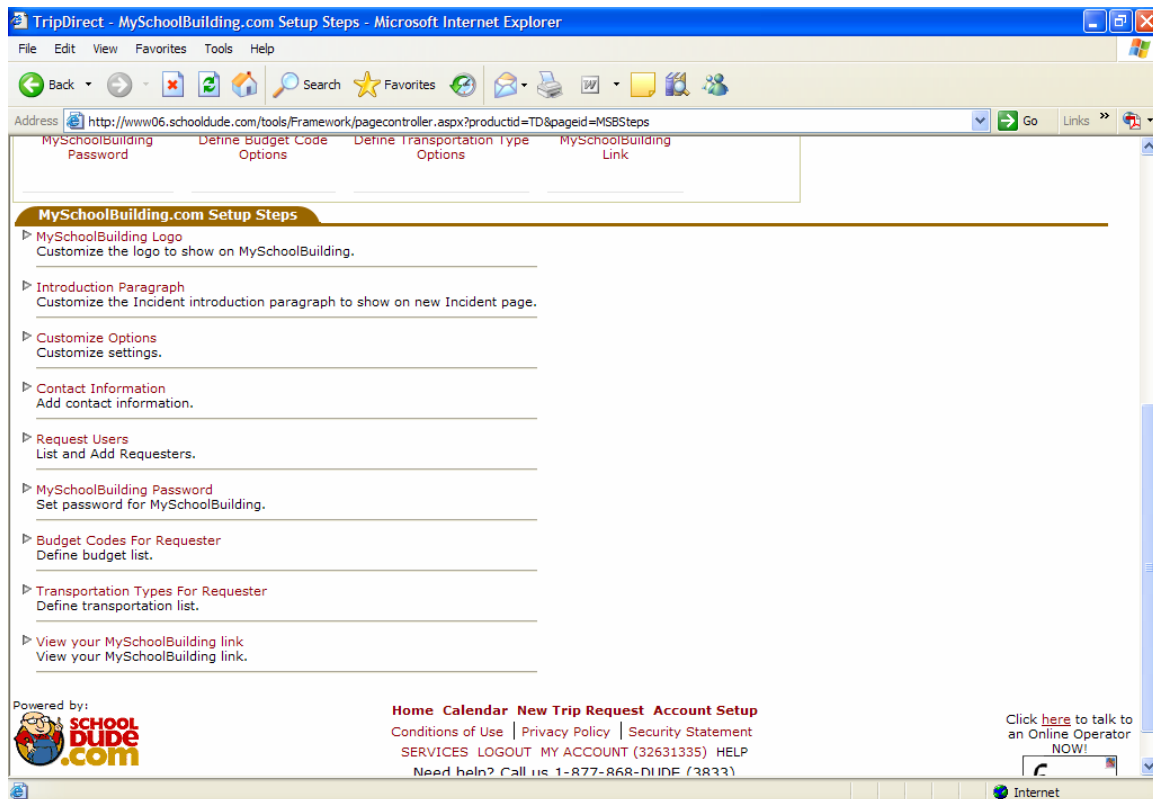 TripDirect - MySchoolBuilding.com Setup Steps - Microsoft Internet Explorer
File Edit View Favorites Tools Help
Back Search Favorites
Address http://www06.schooldude.com/tools/Framework/pagecontroller.aspx?productid=TD&pageid=MSBSteps Go Links »
MySchoolBuilding Define Budget Code Define Transportation Type MySchoolBuilding
Password Options Options Link
MySchoolBuilding.com Setup Steps
MySchoolBuilding Logo
Customize the logo to show on MySchoolBuilding.
Introduction Paragraph
Customize the Incident introduction paragraph to show on new Incident page.
Customize Options
Customize settings.
Contact Information
Add contact information.
Request Users
List and Add Requesters.
MySchoolBuilding Password
Set password for MySchoolBuilding.
Budget Codes For Requester
Define budget list.
Transportation Types For Requester
Define transportation list.
View your MySchoolBuilding link
View your MySchoolBuilding link.
Powered by:
SCHOOL
DUDE
.com
Home Calendar New Trip Request Account Setup
Conditions of Use | Privacy Policy | Security Statement
SERVICES LOGOUT MY ACCOUNT (32631335) HELP
Need help? Call us 1-877-868-DUDE (3833)
Click here to talk to
an Online Operator
NOW!
Internet